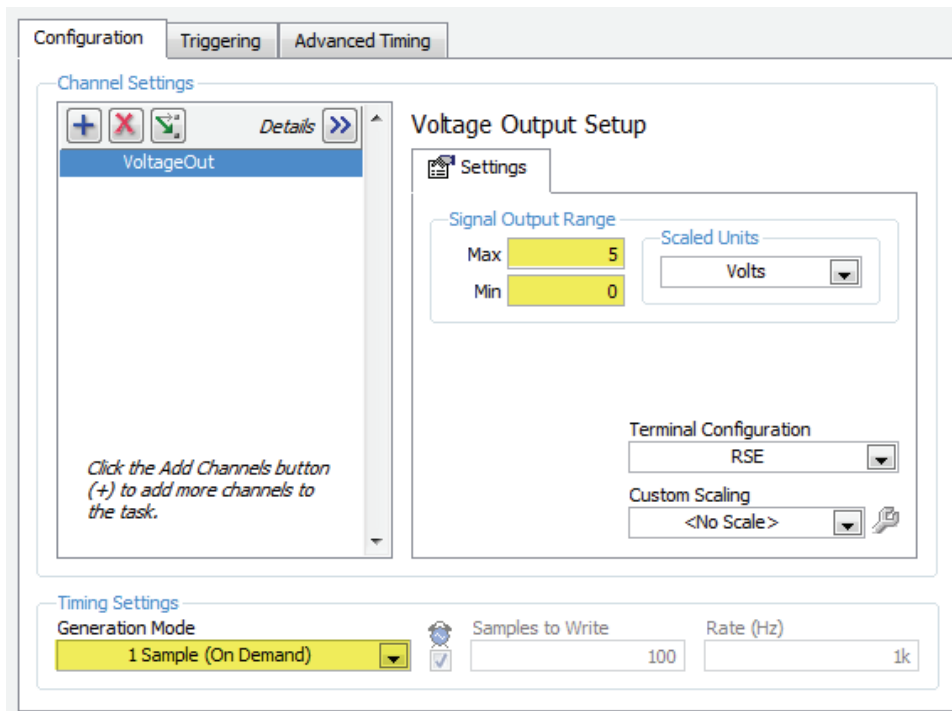 Configuration
Triggering
Advanced Timing
Channel Settings
Details
VoltageOut
Click the Add Channels button
(+) to add more channels to
the task.
Voltage Output Setup
Settings
Signal Output Range
Max 5
Min 0
Scaled Units
Volts
Terminal Configuration
RSE
Custom Scaling
<No Scale>
Timing Settings
Generation Mode
1 Sample (On Demand)
Samples to Write
100
Rate (Hz)
1k